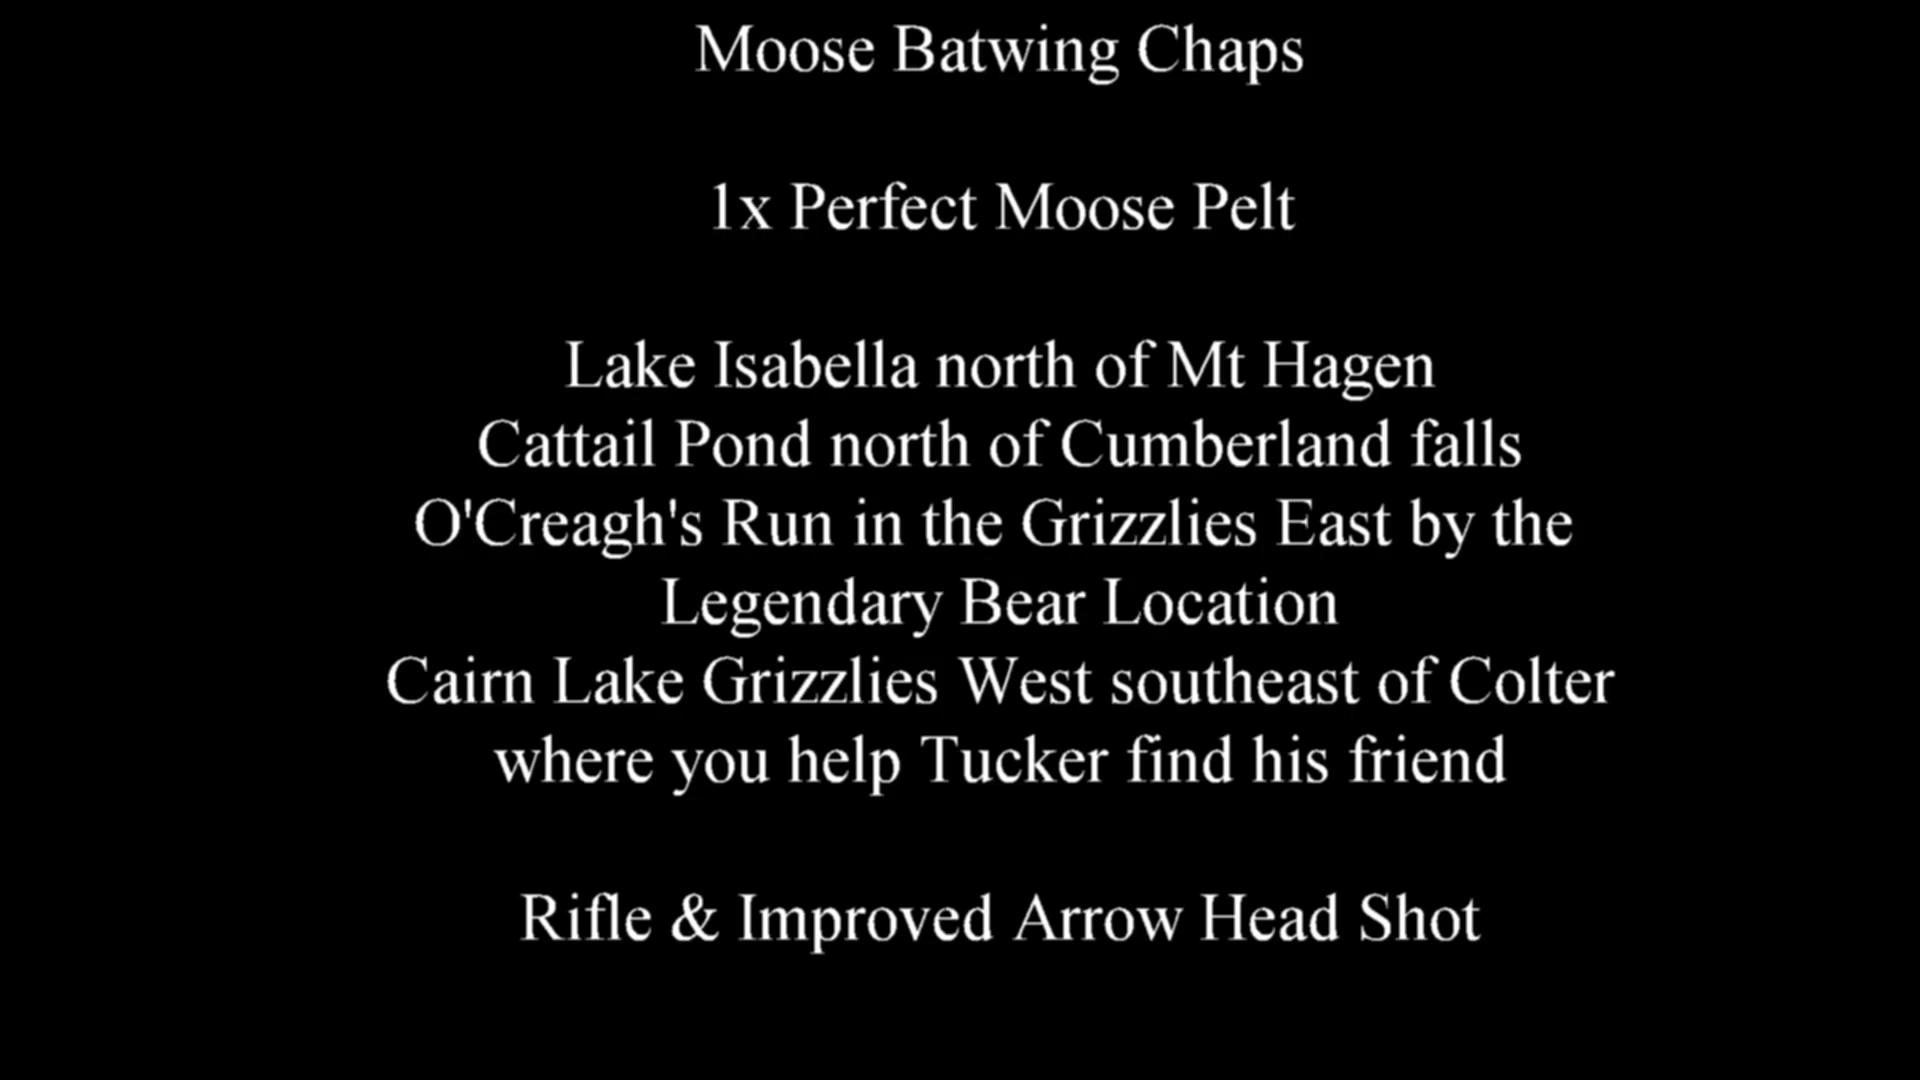 Moose Batwing Chaps
1x Perfect Moose Pelt
Lake Isabella north of Mt Hagen
Cattail Pond north of Cumberland falls
O'Creagh's Run in the Grizzlies East by the
Legendary Bear Location
Cairn Lake Grizzlies West southeast of Colter
where you help Tucker find his friend
Rifle & Improved Arrow Head Shot